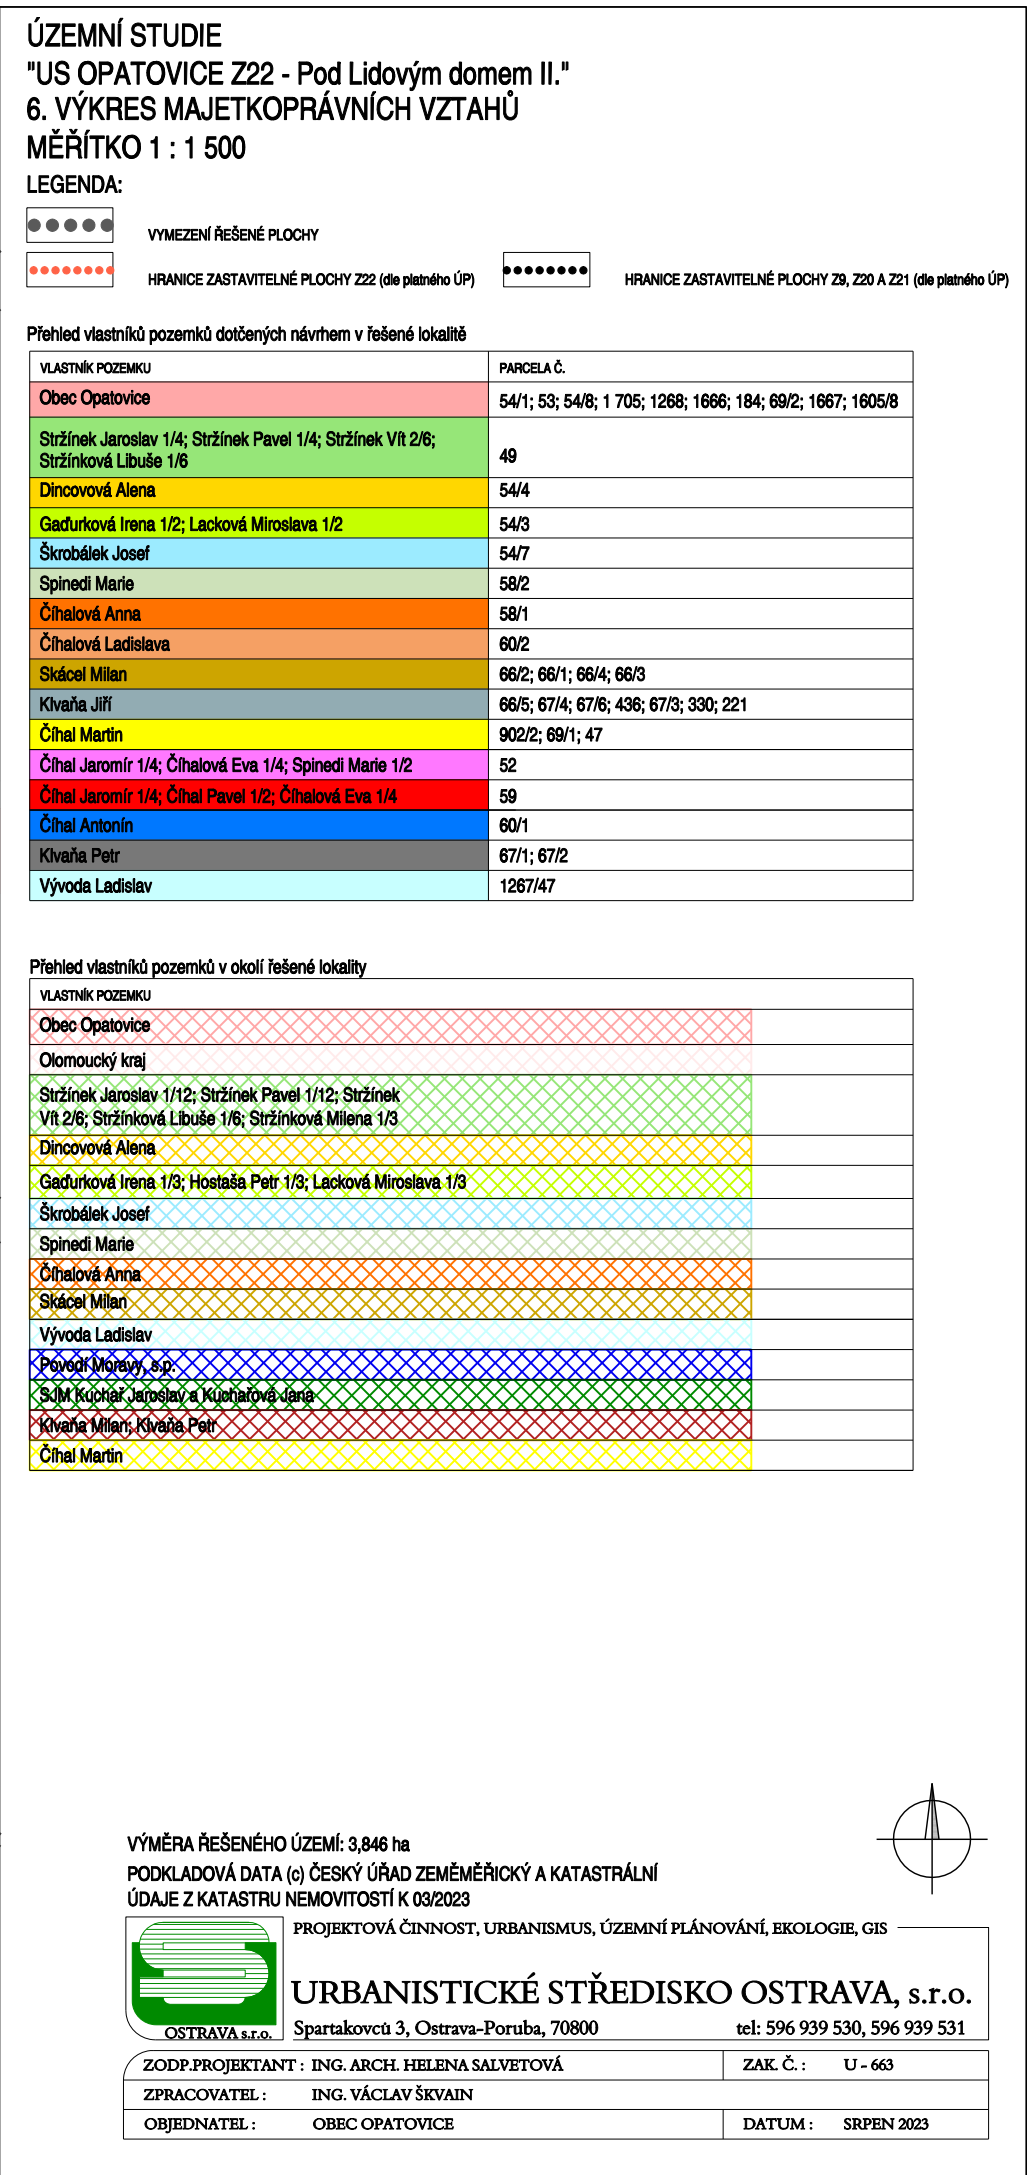 ÚZEMNÍ STUDIE
"US OPATOVICE Z22 - Pod Lidovým domem II."
6. VÝKRES MAJETKOPRÁVNÍCH VZTAHŮ
MĚŘÍTKO 1 : 1 500
LEGENDA:
VYMEZENÍ ŘEŠENÉ PLOCHY
HRANICE ZASTAVITELNÉ PLOCHY Z22 (dle platného ÚP)
HRANICE ZASTAVITELNÉ PLOCHY Z9, Z20 A Z21 (dle platného ÚP)
Přehled vlastníků pozemků dotčených návrhem v řešené lokalitě
VLASTNÍK POZEMKU PARCELA Č.
Obec Opatovice 54/1; 53; 54/8; 1 705; 1268; 1666; 184; 69/2; 1667; 1605/8
Stržínek Jaroslav 1/4; Stržínek Pavel 1/4; Stržínek Vít 2/6;
Stržínková Libuše 1/6 49
Dincovová Alena 54/4
Gaďurková Irena 1/2; Lacková Miroslava 1/2 54/3
Škrobálek Josef 54/7
Spinedi Marie 58/2
Číhalová Anna 58/1
Číhalová Ladislava 60/2
Skácel Milan 66/2; 66/1; 66/4; 66/3
Klvaňa Jiří 66/5; 67/4; 67/6; 436; 67/3; 330; 221
Číhal Martin 902/2; 69/1; 47
Číhal Jaromír 1/4; Číhalová Eva 1/4; Spinedi Marie 1/2 52
Číhal Jaromír 1/4; Číhal Pavel 1/2; Číhalová Eva 1/4 59
Číhal Antonín 60/1
Klvaňa Petr 67/1; 67/2
Vývoda Ladislav 1267/47
Přehled vlastníků pozemků v okolí řešené lokality
VLASTNÍK POZEMKU
Obec Opatovice
Olomoucký kraj
Stržínek Jaroslav 1/12; Stržínek Pavel 1/12; Stržínek
Vít 2/6; Stržínková Libuše 1/6; Stržínková Milena 1/3
Dincovová Alena
Gaďurková Irena 1/3; Hostaša Petr 1/3; Lacková Miroslava 1/3
Škrobálek Josef
Spinedi Marie
Číhalová Anna
Skácel Milan
Vývoda Ladislav
Povodí Moravy, s.p.
SJM Kuchař Jaroslav a Kuchařová Jana
Klvaňa Milan; Klvaňa Petr
Číhal Martin
VÝMĚRA ŘEŠENÉHO ÚZEMÍ: 3,846 ha
PODKLADOVÁ DATA (c) ČESKÝ ÚŘAD ZEMĚMĚŘICKÝ A KATASTRÁLNÍ
ÚDAJE Z KATASTRU NEMOVITOSTÍ K 03/2023
PROJEKTOVÁ ČINNOST, URBANISMUS, ÚZEMNÍ PLÁNOVÁNÍ, EKOLOGIE, GIS
URBANISTICKÉ STŘEDISKO OSTRAVA, s.r.o.
OSTRAVA s.r.o. Spartakovců 3, Ostrava-Poruba, 70800 tel: 596 939 530, 596 939 531
ZODP.PROJEKTANT : ING. ARCH. HELENA SALVETOVÁ ZAK. Č. : U - 663
ZPRACOVATEL : ING. VÁCLAV ŠKVAIN
OBJEDNATEL : OBEC OPATOVICE DATUM : SRPEN 2023